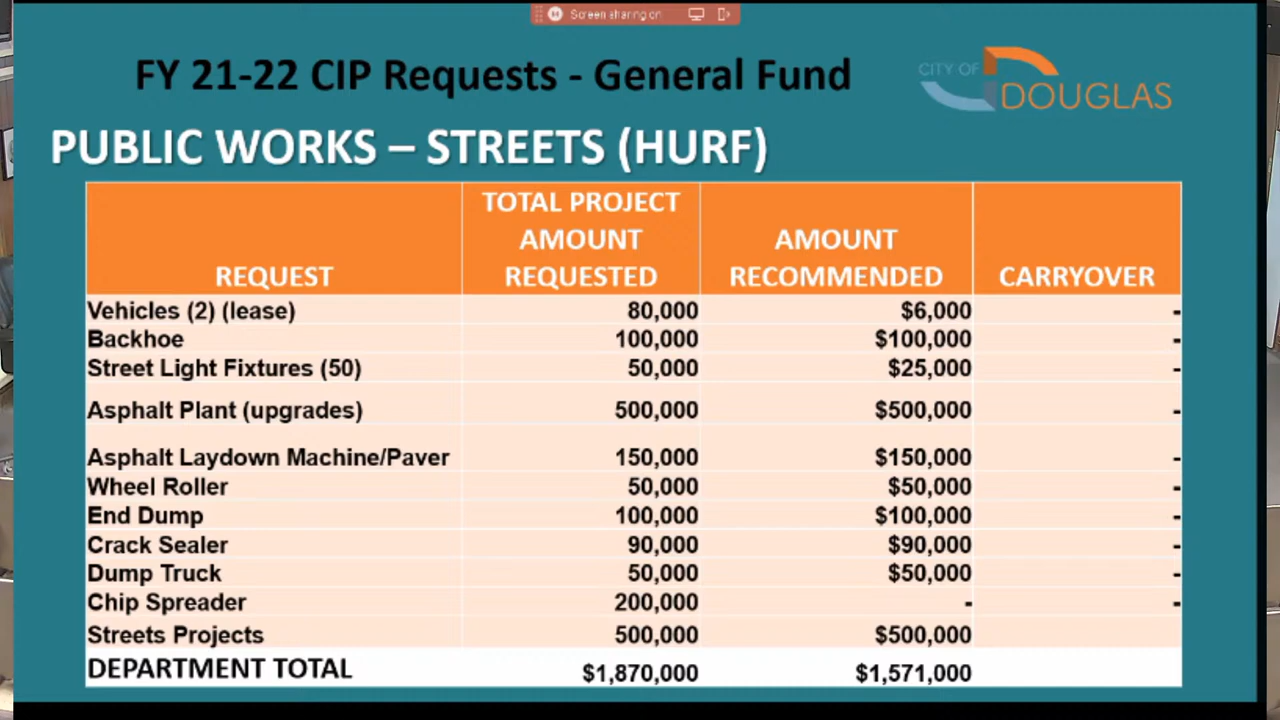 Screen sharing on
FY 21-22 CIP Requests - General Fund
CITY OF
DOUGLAS
PUBLIC WORKS – STREETS (HURF)
REQUEST TOTAL PROJECT AMOUNT REQUESTED AMOUNT RECOMMENDED CARRYOVER
Vehicles (2) (lease) 80,000 $6,000 -
Backhoe 100,000 $100,000 -
Street Light Fixtures (50) 50,000 $25,000 -
Asphalt Plant (upgrades) 500,000 $500,000 -
Asphalt Laydown Machine/Paver 150,000 $150,000 -
Wheel Roller 50,000 $50,000 -
End Dump 100,000 $100,000 -
Crack Sealer 90,000 $90,000 -
Dump Truck 50,000 $50,000 -
Chip Spreader 200,000 - -
Streets Projects 500,000 $500,000
DEPARTMENT TOTAL $1,870,000 $1,571,000